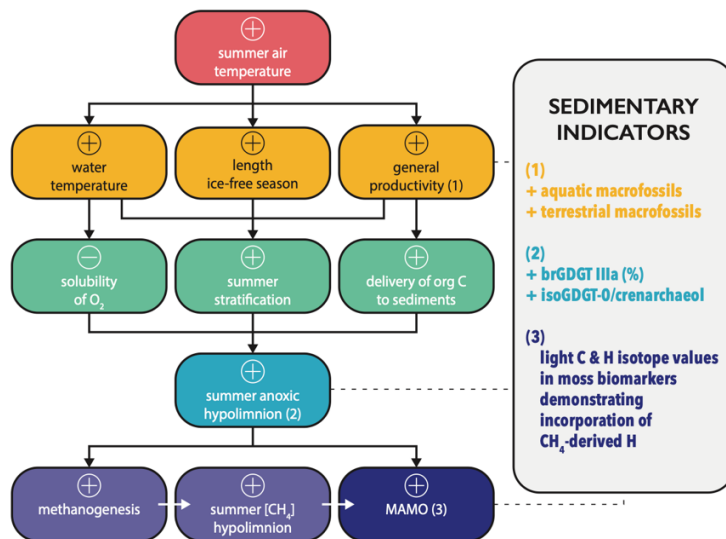 +
summer air
temperature
+
water
temperature
+
length
ice-free season
+
general
productivity (1)
−
solubility
of O₂
+
summer
stratification
+
delivery of org C
to sediments
+
summer anoxic
hypolimnion (2)
+
methanogenesis
+
summer [CH₄]
hypolimnion
+
MAMO (3)
SEDIMENTARY
INDICATORS
(1)
+ aquatic macrofossils
+ terrestrial macrofossils
(2)
+ brGDGT IIIa (%)
+ isoGDGT-0/crenarchaeol
(3)
light C & H isotope values
in moss biomarkers
demonstrating
incorporation of
CH₄-derived H